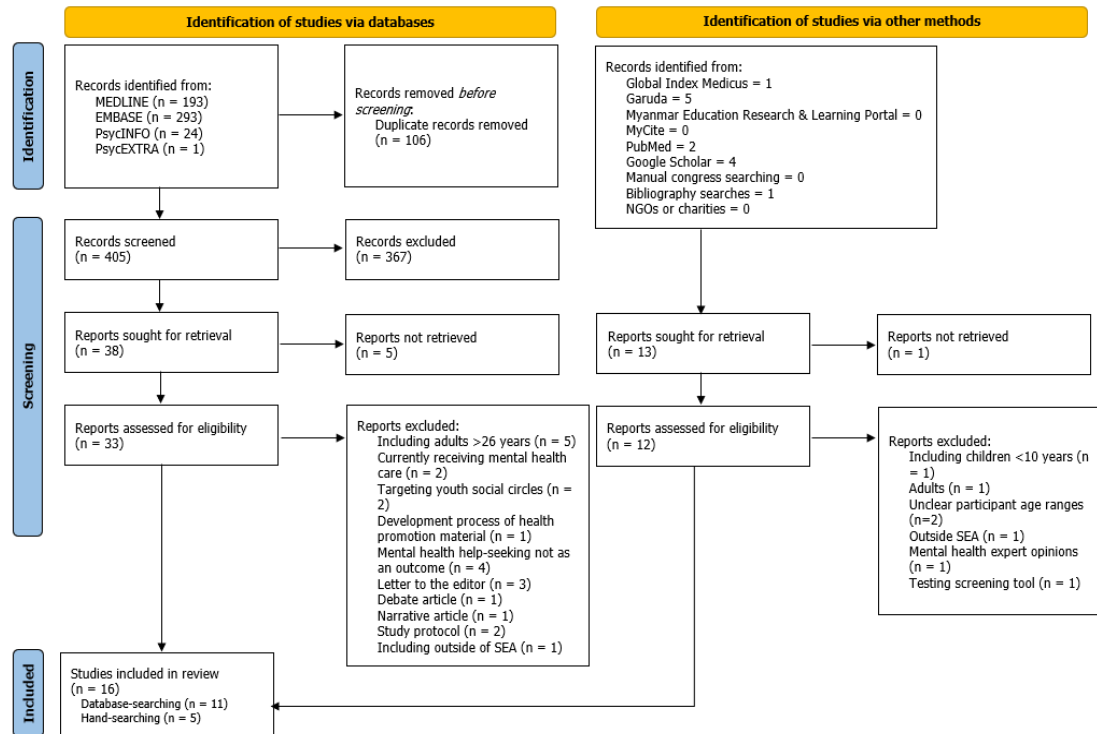 Identification of studies via databases
Identification of studies via other methods
Identification
Records identified from:
MEDLINE (n = 193)
EMBASE (n = 293)
PsycINFO (n = 24)
PsycEXTRA (n = 1)
Records removed before
screening:
Duplicate records removed
(n = 106)
Records identified from:
Global Index Medicus = 1
Garuda = 5
Myanmar Education Research & Learning Portal = 0
MyCite = 0
PubMed = 2
Google Scholar = 4
Manual congress searching = 0
Bibliography searches = 1
NGOs or charities = 0
Screening
Records screened
(n = 405)
Records excluded
(n = 367)
Reports sought for retrieval
(n = 38)
Reports not retrieved
(n = 5)
Reports sought for retrieval
(n = 13)
Reports not retrieved
(n = 1)
Reports assessed for eligibility
(n = 33)
Reports excluded:
Including adults >26 years (n = 5)
Currently receiving mental health
care (n = 2)
Targeting youth social circles (n =
2)
Development process of health
promotion material (n = 1)
Mental health help-seeking not as
an outcome (n = 4)
Letter to the editor (n = 3)
Debate article (n = 1)
Narrative article (n = 1)
Study protocol (n = 2)
Including outside of SEA (n = 1)
Reports assessed for eligibility
(n = 12)
Reports excluded:
Including children <10 years (n
= 1)
Adults (n = 1)
Unclear participant age ranges
(n=2)
Outside SEA (n = 1)
Mental health expert opinions
(n = 1)
Testing screening tool (n = 1)
Included
Studies included in review
(n = 16)
Database-searching (n = 11)
Hand-searching (n = 5)